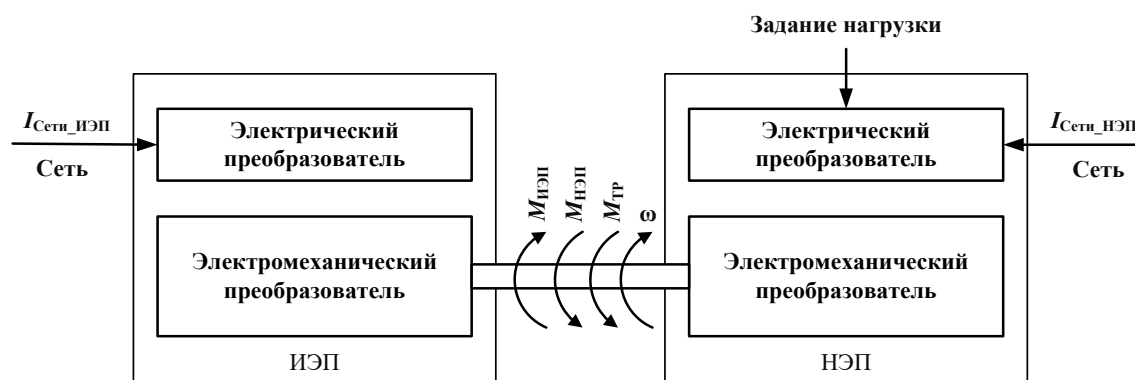 Задание нагрузки
IСети_ИЭП
Сеть
Электрический
преобразователь
Электрический
преобразователь
IСети_НЭП
Сеть
MИЭП
MНЭП
MТР
ω
Электромеханический
преобразователь
Электромеханический
преобразователь
ИЭП
НЭП